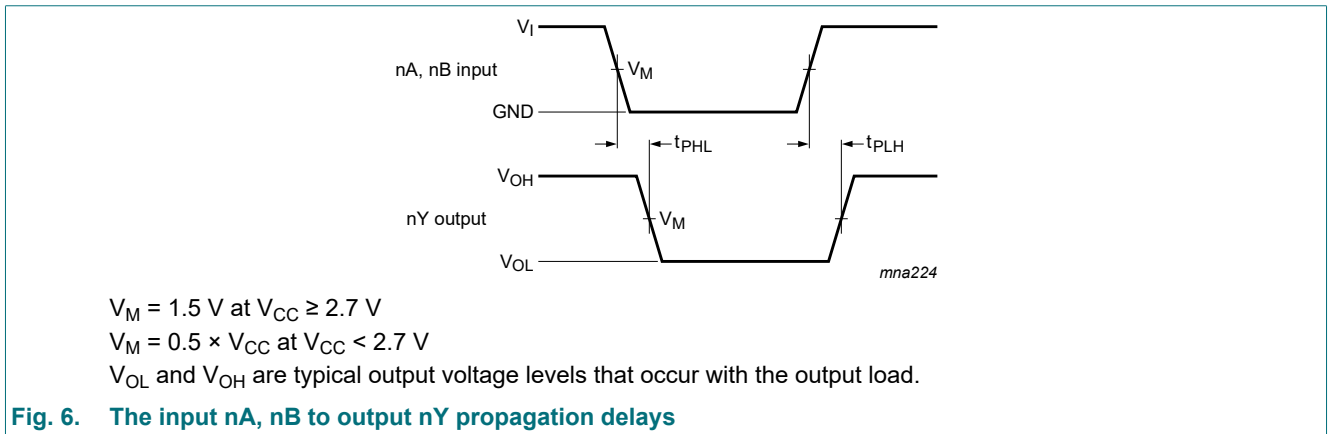 VI
nA, nB input
VM
GND
tPHL
tPLH
VOH
nY output
VM
VOL
mna224
VM = 1.5 V at VCC ≥ 2.7 V
VM = 0.5 × VCC at VCC < 2.7 V
VOL and VOH are typical output voltage levels that occur with the output load.
Fig. 6. The input nA, nB to output nY propagation delays